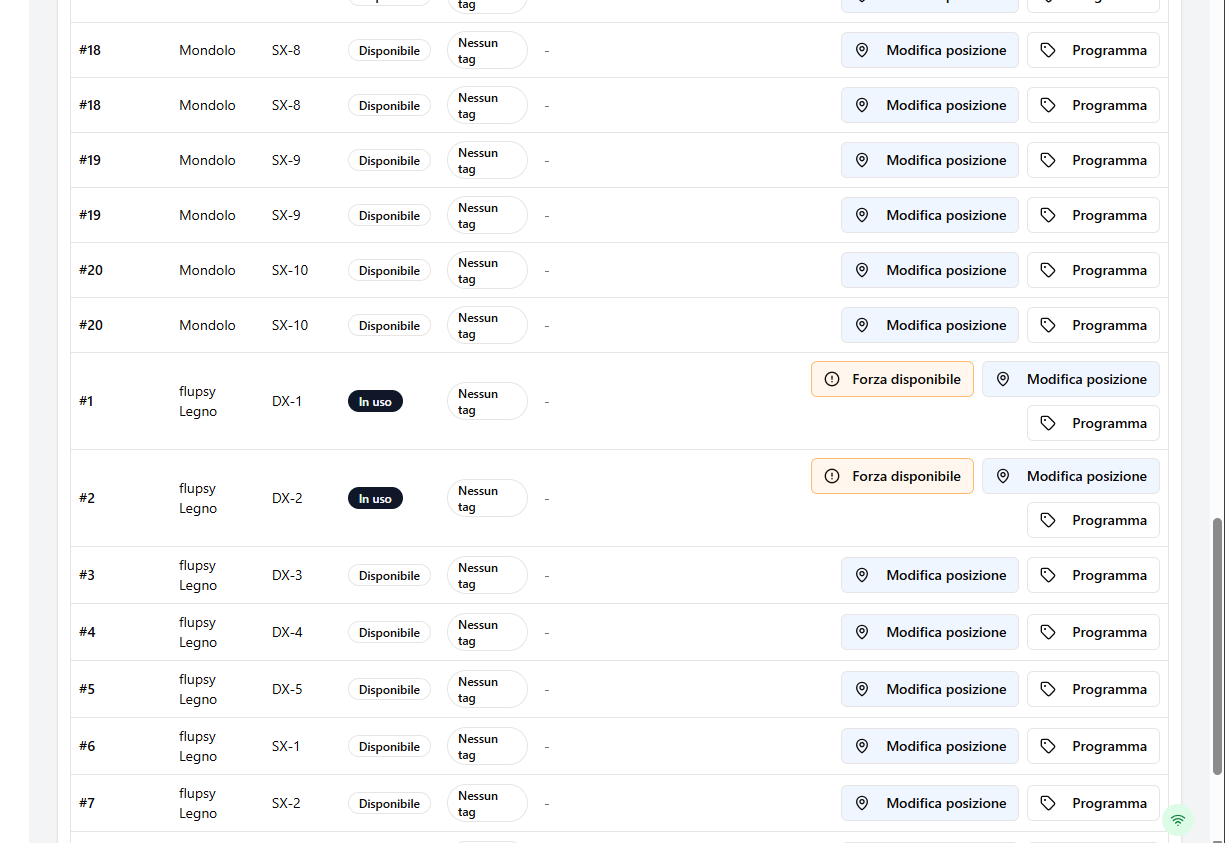 tag
#18 Mondolo SX-8 Disponibile Nessun tag - Modifica posizione Programma
#18 Mondolo SX-8 Disponibile Nessun tag - Modifica posizione Programma
#19 Mondolo SX-9 Disponibile Nessun tag - Modifica posizione Programma
#19 Mondolo SX-9 Disponibile Nessun tag - Modifica posizione Programma
#20 Mondolo SX-10 Disponibile Nessun tag - Modifica posizione Programma
#20 Mondolo SX-10 Disponibile Nessun tag - Modifica posizione Programma
#1 flupsy Legno DX-1 In uso Nessun tag - Forza disponibile Modifica posizione
Programma
#2 flupsy Legno DX-2 In uso Nessun tag - Forza disponibile Modifica posizione
Programma
#3 flupsy Legno DX-3 Disponibile Nessun tag - Modifica posizione Programma
#4 flupsy Legno DX-4 Disponibile Nessun tag - Modifica posizione Programma
#5 flupsy Legno DX-5 Disponibile Nessun tag - Modifica posizione Programma
#6 flupsy Legno SX-1 Disponibile Nessun tag - Modifica posizione Programma
#7 flupsy Legno SX-2 Disponibile Nessun tag - Modifica posizione Programma